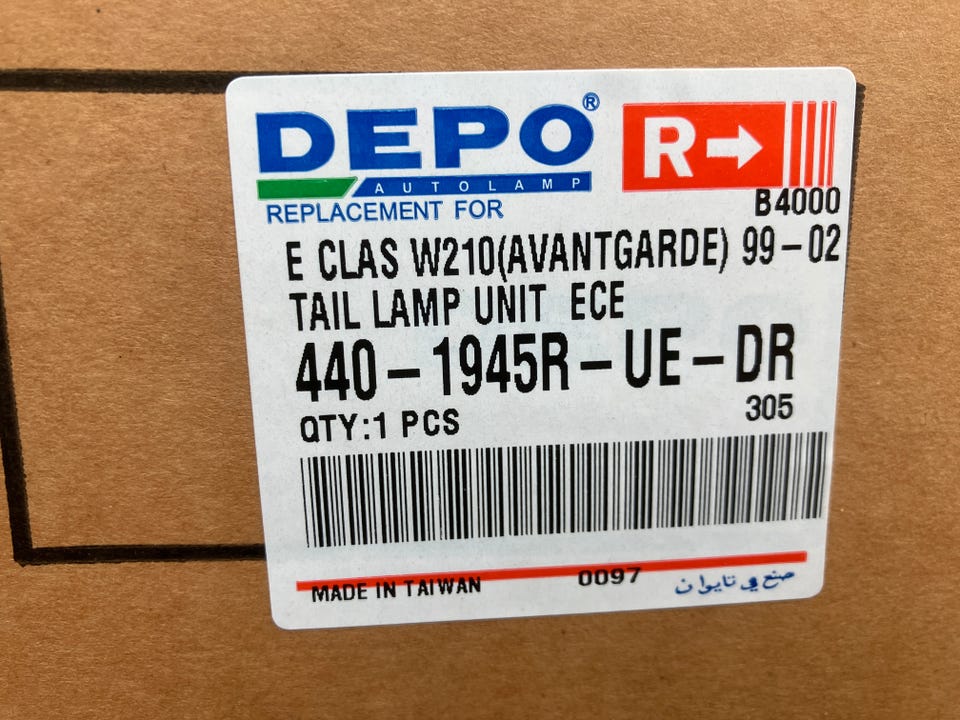 DEPO®
AUTOLAMP
R
REPLACEMENT FOR
B4000
E CLAS W210(AVANTGARDE) 99-02
TAIL LAMP UNIT ECE
440-1945R-UE-DR
QTY:1 PCS
305
MADE IN TAIWAN
0097
صنع في تايوان